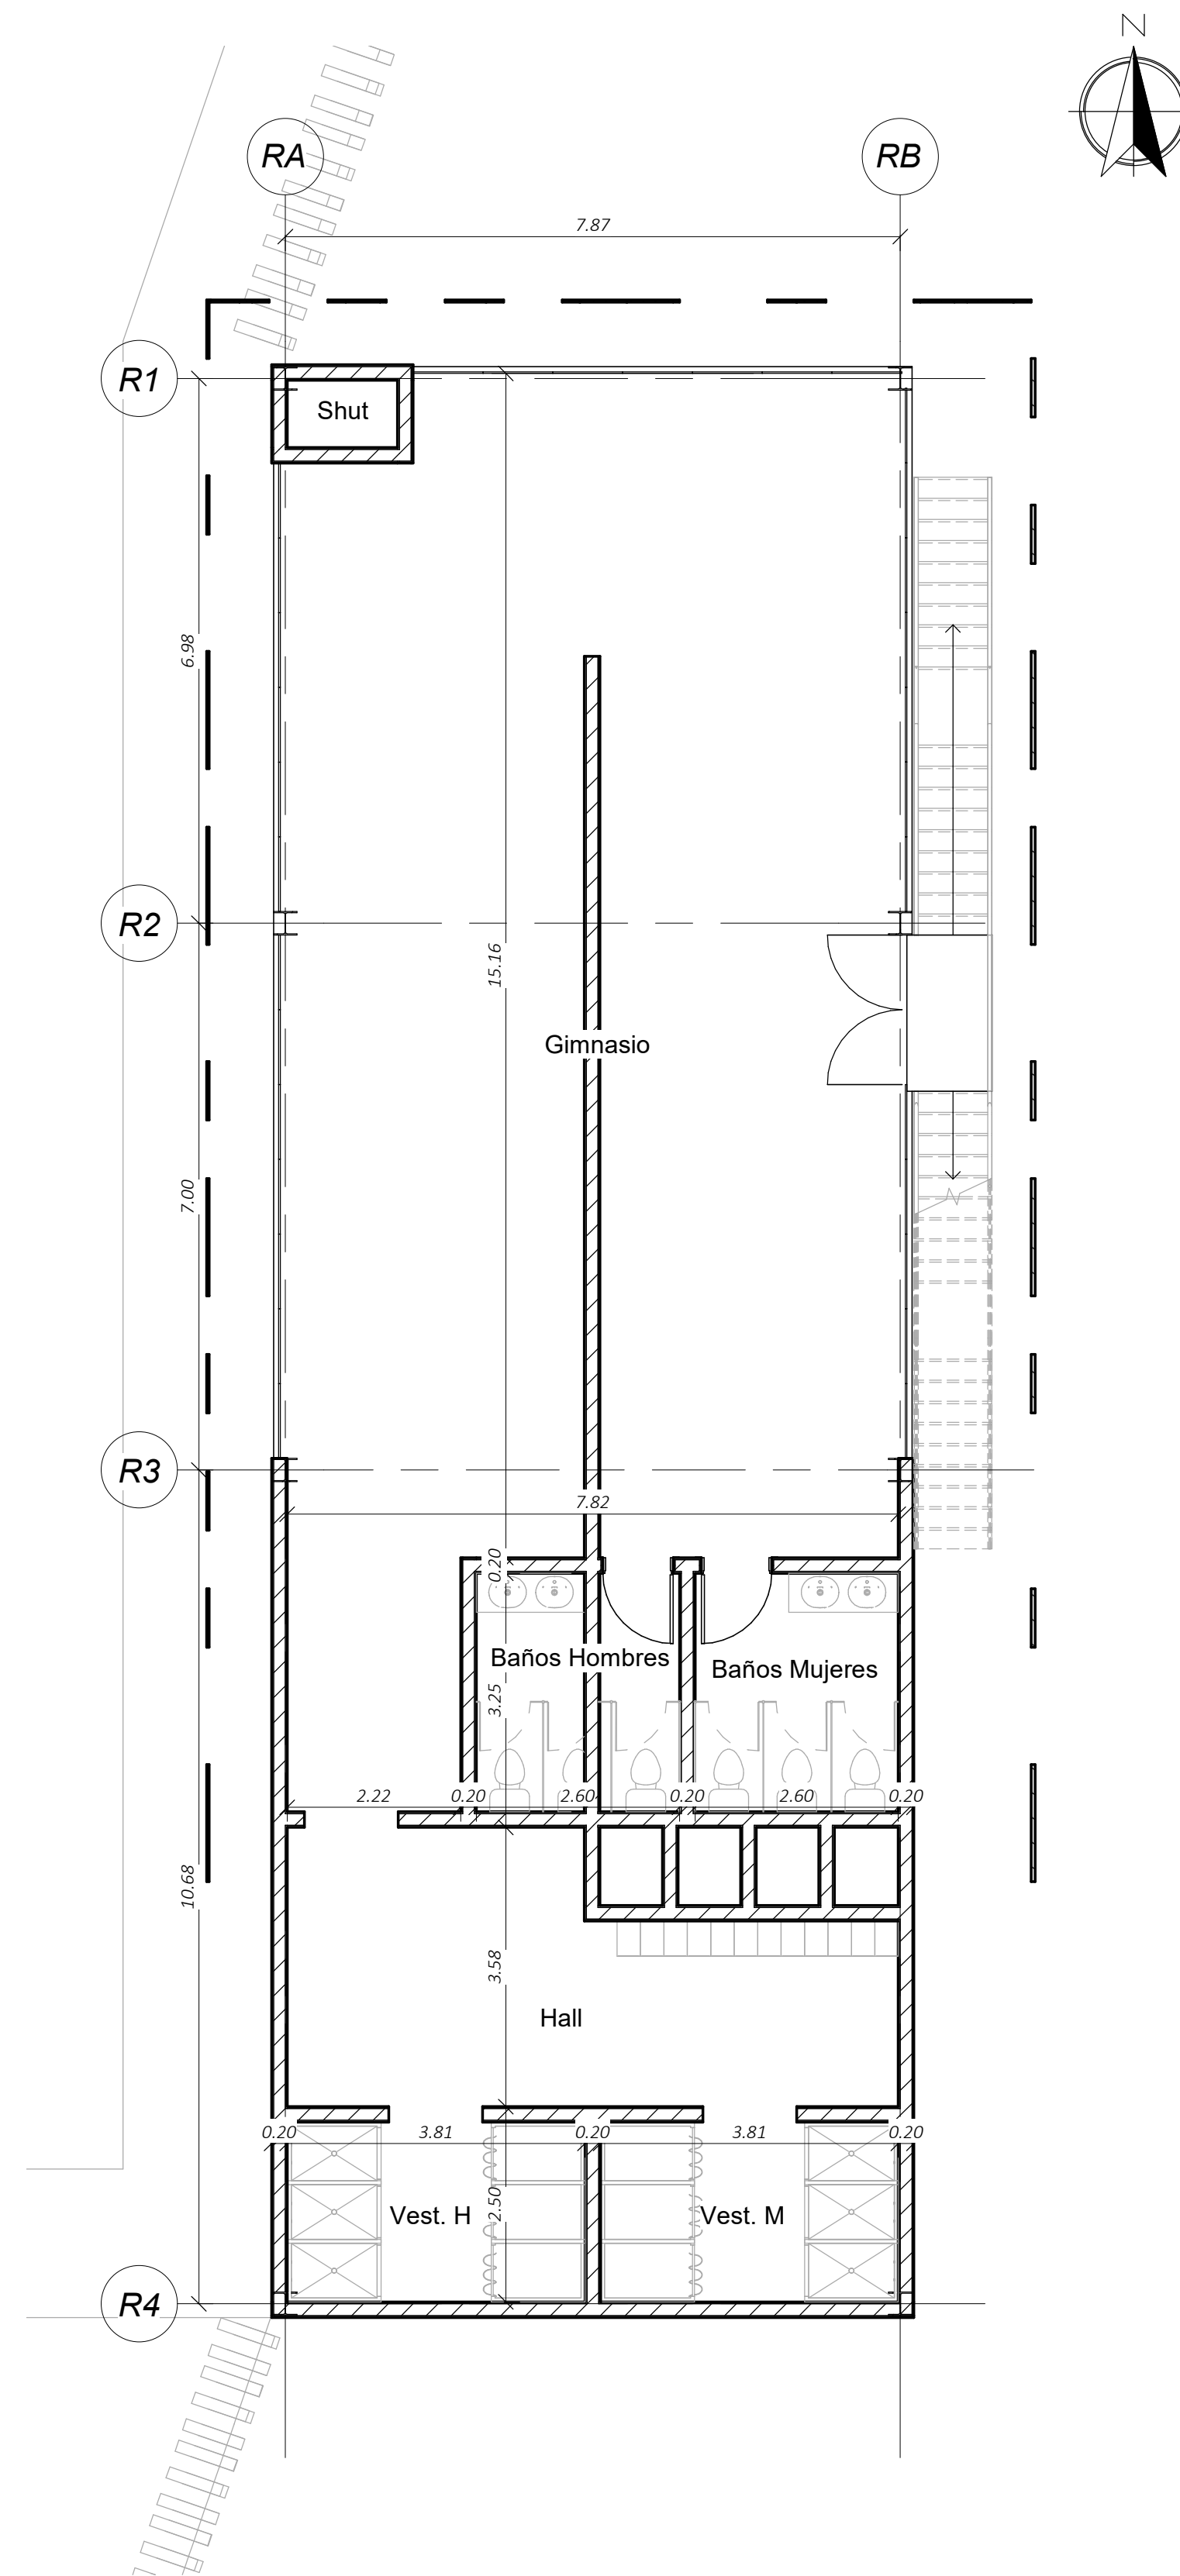 N
RA
RB
7.87
R1
Shut
6.98
R2
15.16
Gimnasio
7.00
R3
7.82
0.20
Baños Hombres
Baños Mujeres
3.25
2.22
0.20
2.60
0.20
2.60
0.20
10.68
3.58
Hall
0.20
3.81
0.20
3.81
0.20
2.50
Vest. H
Vest. M
R4